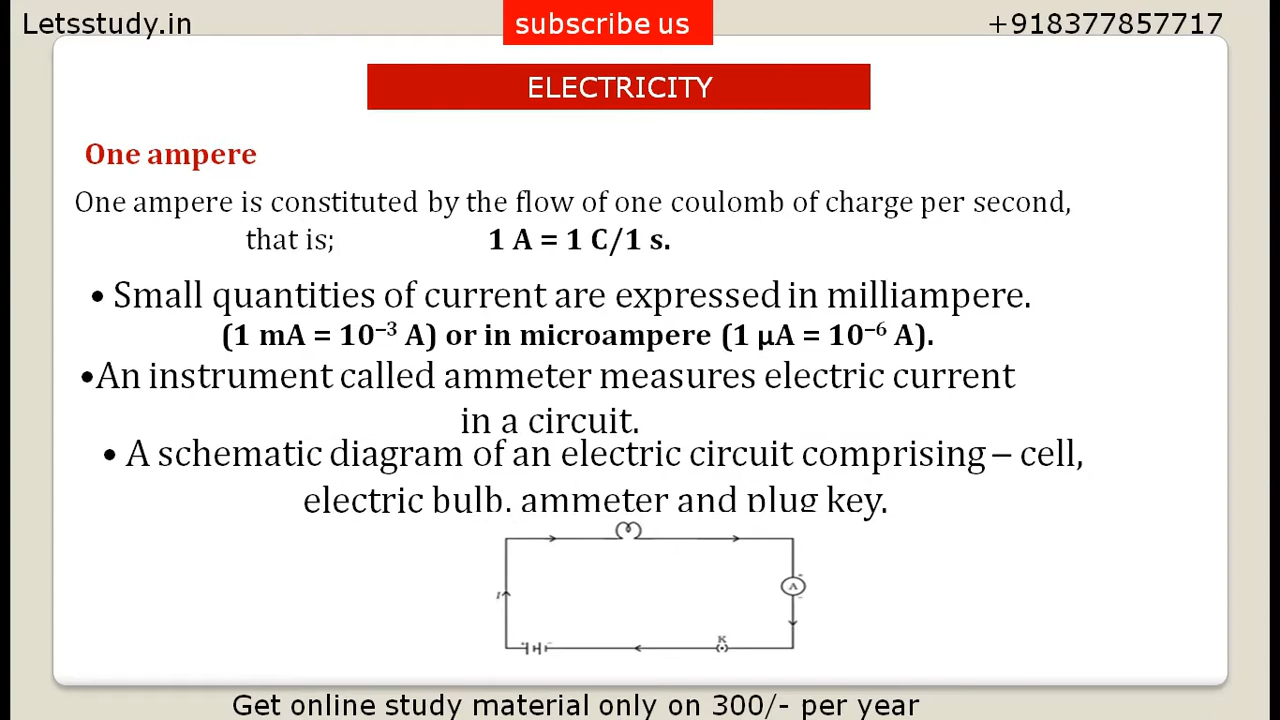 Letsstudy.in
subscribe us
+918377857717
ELECTRICITY
One ampere
One ampere is constituted by the flow of one coulomb of charge per second,
that is; 1 A = 1 C/1 s.
• Small quantities of current are expressed in milliampere.
(1 mA = 10⁻³ A) or in microampere (1 µA = 10⁻⁶ A).
•An instrument called ammeter measures electric current
in a circuit.
• A schematic diagram of an electric circuit comprising – cell,
electric bulb, ammeter and plug key.
I
A
K
Get online study material only on 300/- per year